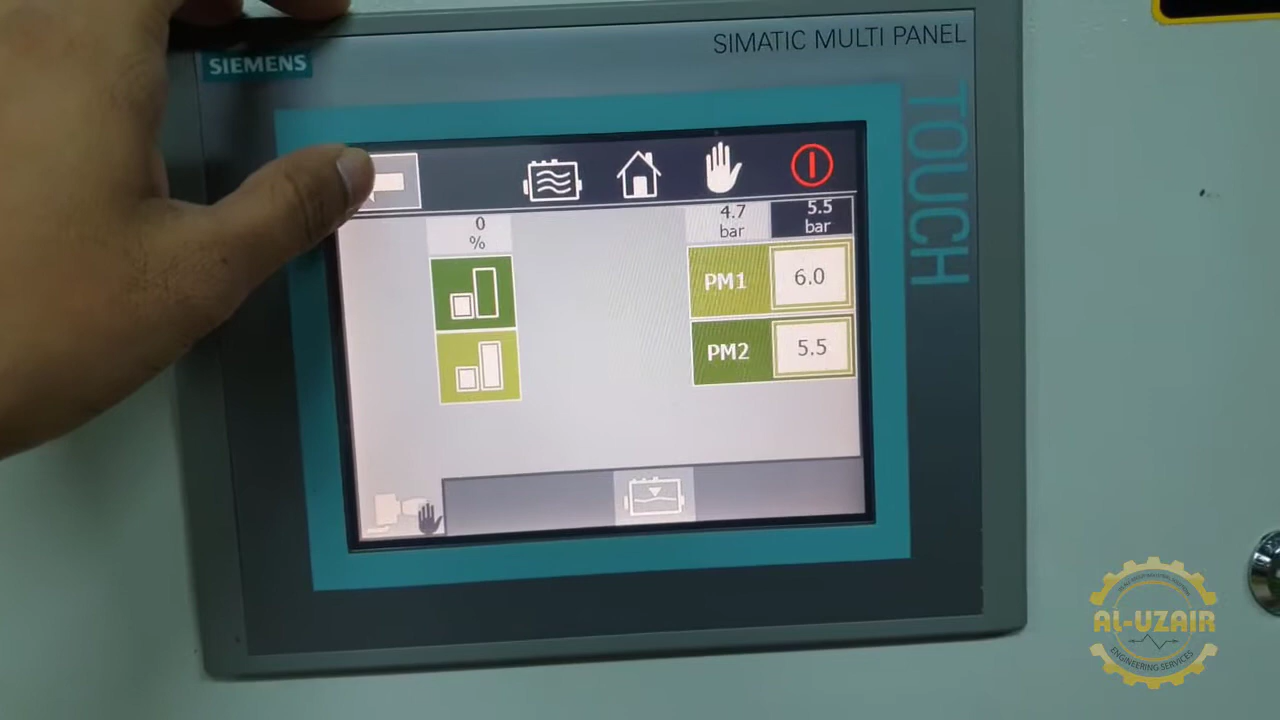 SIEMENS
SIMATIC MULTI PANEL
TOUCH
0
%
4.7
bar
5.5
bar
PM1
6.0
PM2
5.5
AL-UZAIR
ENGINEERING SERVICES